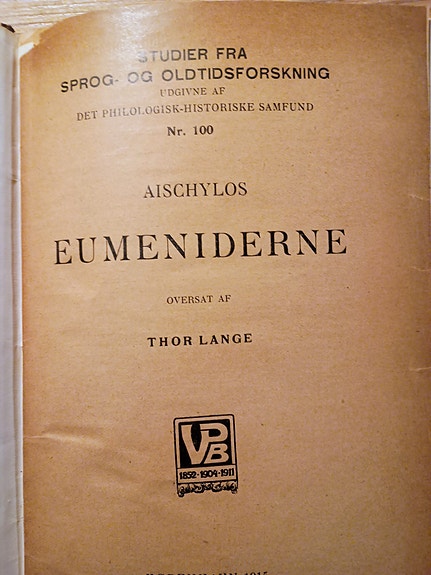 STUDIER FRA
SPROG- OG OLDTIDSFORSKNING
UDGIVNE AF
DET PHILOLOGISK-HISTORISKE SAMFUND
Nr. 100
AISCHYLOS
EUMENIDERNE
OVERSAT AF
THOR LANGE
VPB
1852-1904-1911